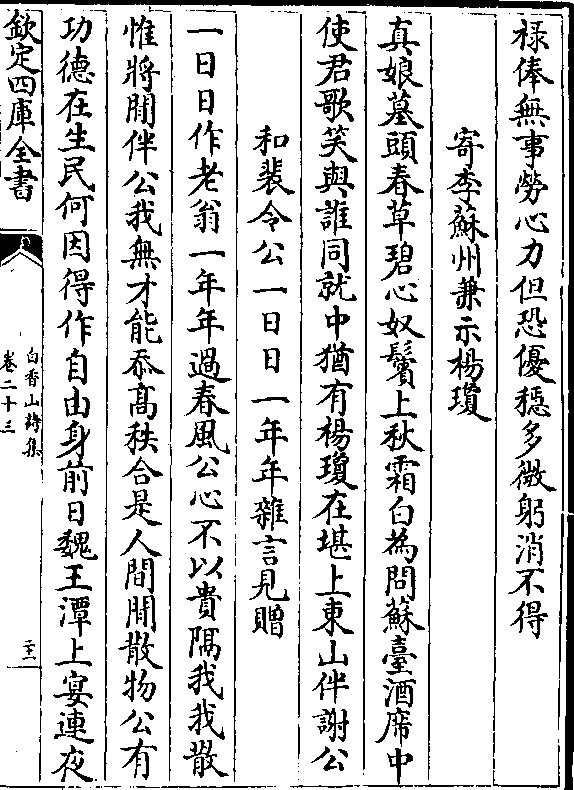 祿俸無事勞心力但恐優穩多微躬消不得
寄李蘇州兼示楊瓊
真娘墓頭春草碧心奴鬢上秋霜白為問蘇臺酒席中
使君歌笑與誰同就中猶有楊瓊在堪上東山伴謝公
和裴令公一日日一年年雜言見贈
一日日作老翁一年年過春風公心不以貴隔我我散
惟將閒伴公我無才能忝高秩合是人間閒散物公有
功德在生民何因得作自由身前日魏王潭上宴連夜
欽定四庫全書
白香山詩集
卷二十三
二十二